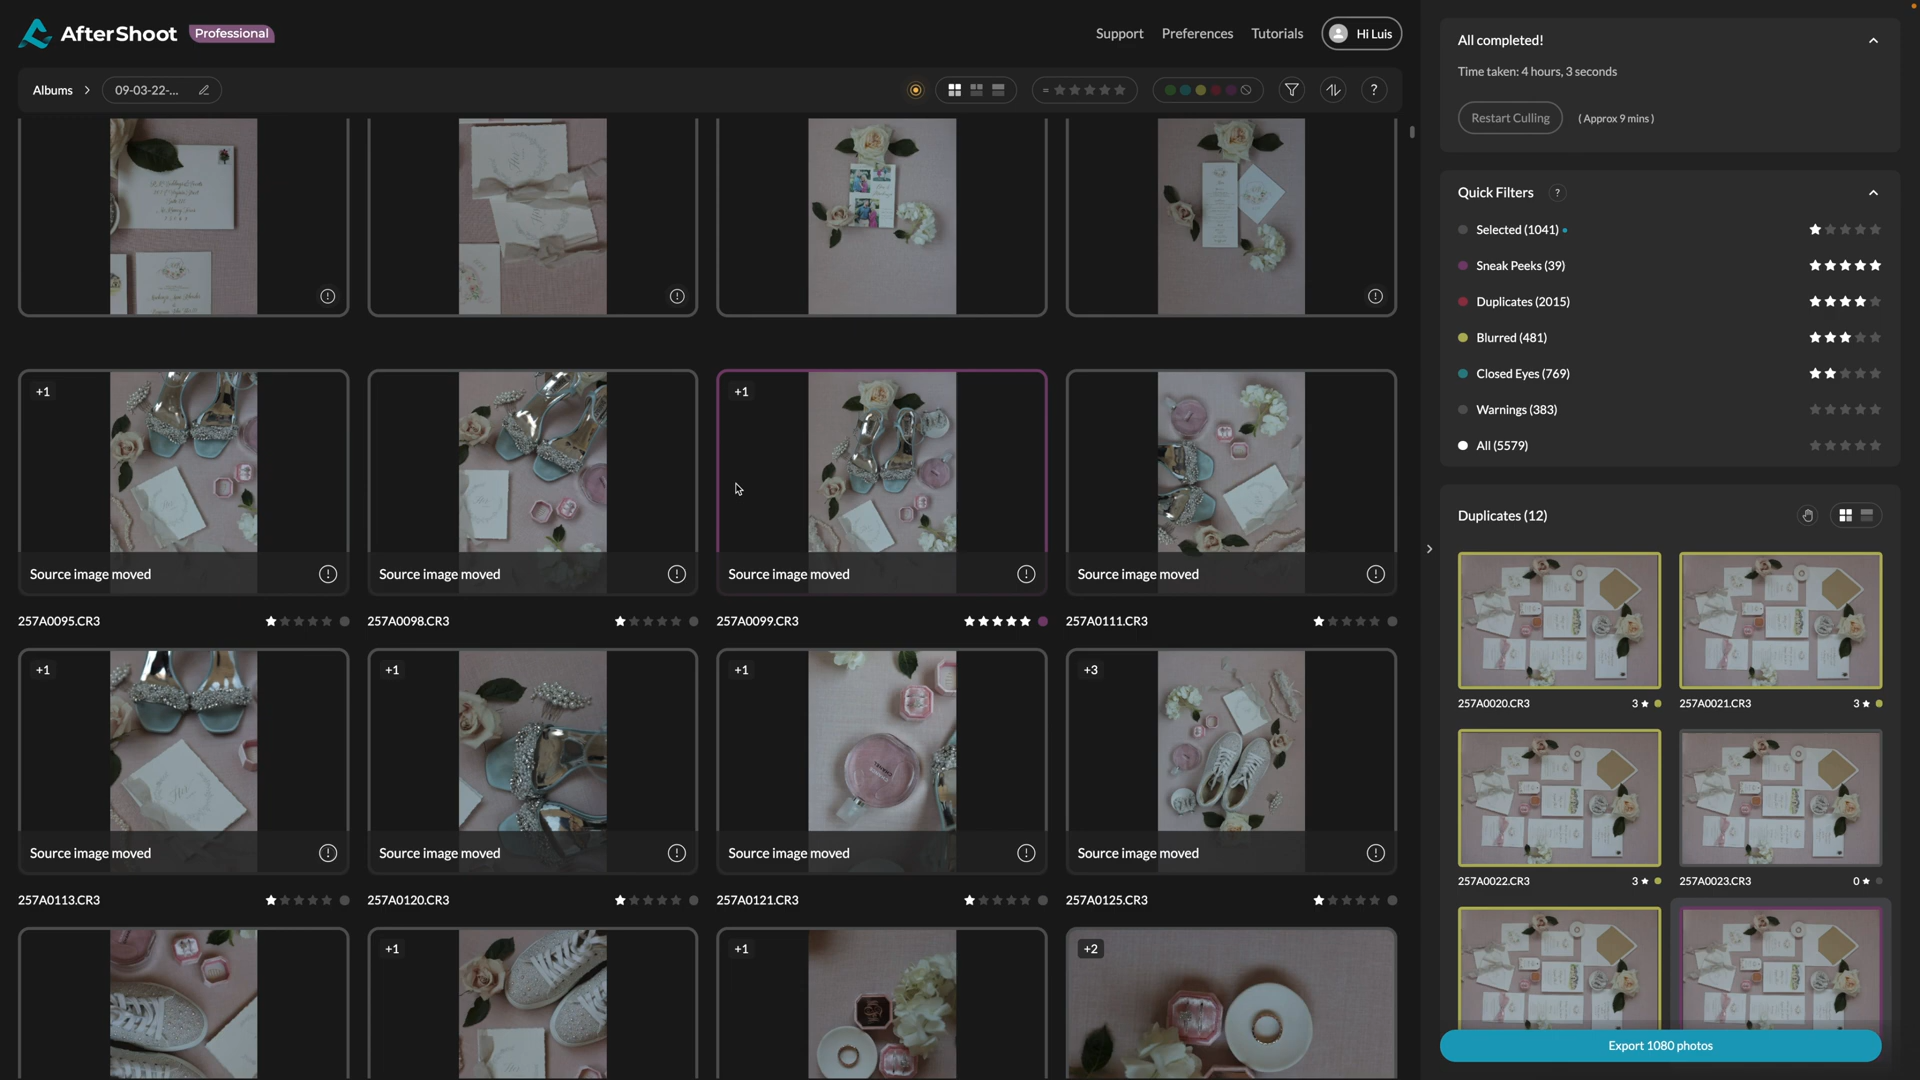 AfterShoot Professional
Support Preferences Tutorials Hi Luis
Albums > 09-03-22-...
= ?
+1 +1
Source image moved Source image moved Source image moved Source image moved
257A0095.CR3 257A0098.CR3 257A0099.CR3 257A0111.CR3
+1 +1 +1 +3
Source image moved Source image moved Source image moved Source image moved
257A0113.CR3 257A0120.CR3 257A0121.CR3 257A0125.CR3
+1 +1 +2
All completed!
Time taken: 4 hours, 3 seconds
Restart Culling ( Approx 9 mins )
Quick Filters ?
Selected (1041)
Sneak Peeks (39)
Duplicates (2015)
Blurred (481)
Closed Eyes (769)
Warnings (383)
All (5579)
Duplicates (12)
257A0020.CR3 3 257A0021.CR3 3
257A0022.CR3 3 257A0023.CR3 0
Export 1080 photos